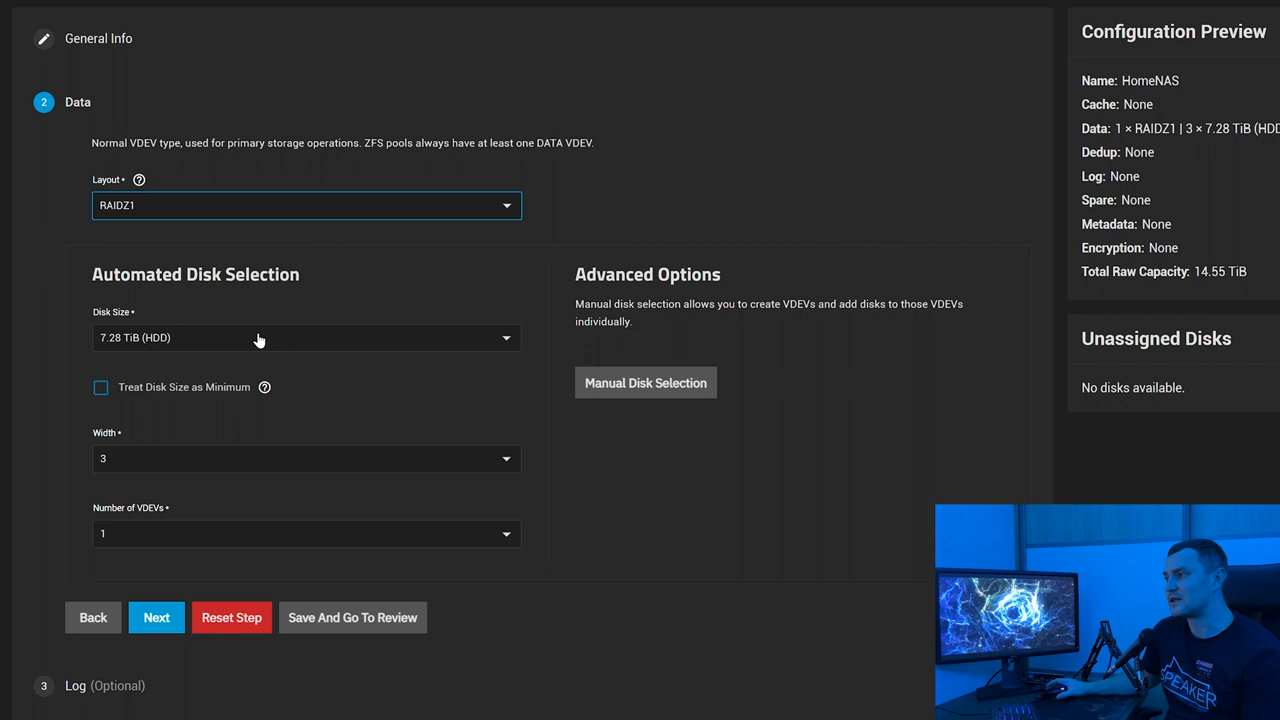 General Info
2
Data
Normal VDEV type, used for primary storage operations. ZFS pools always have at least one DATA VDEV.
Layout *
RAIDZ1
Automated Disk Selection
Disk Size *
7.28 TiB (HDD)
Treat Disk Size as Minimum
Width *
3
Number of VDEVs *
1
Advanced Options
Manual disk selection allows you to create VDEVs and add disks to those VDEVs
individually.
Manual Disk Selection
Back
Next
Reset Step
Save And Go To Review
3
Log (Optional)
Configuration Preview
Name: HomeNAS
Cache: None
Data: 1 × RAIDZ1 | 3 × 7.28 TiB (HDD
Dedup: None
Log: None
Spare: None
Metadata: None
Encryption: None
Total Raw Capacity: 14.55 TiB
Unassigned Disks
No disks available.
SPEAKER